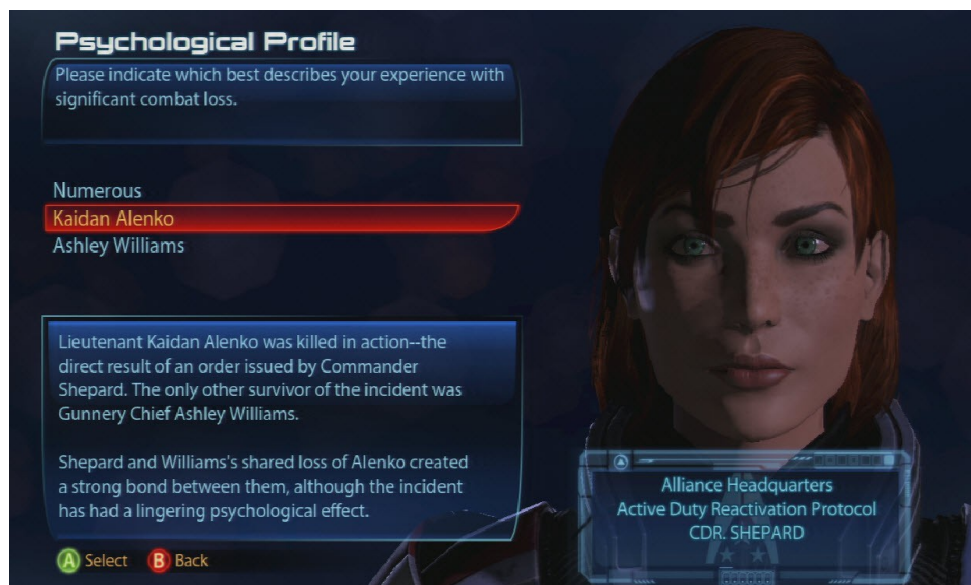 Psychological Profile
Please indicate which best describes your experience with
significant combat loss.
Numerous
Kaidan Alenko
Ashley Williams
Lieutenant Kaidan Alenko was killed in action--the
direct result of an order issued by Commander
Shepard. The only other survivor of the incident was
Gunnery Chief Ashley Williams.
Shepard and Williams's shared loss of Alenko created
a strong bond between them, although the incident
has had a lingering psychological effect.
Alliance Headquarters
Active Duty Reactivation Protocol
CDR. SHEPARD
A Select B Back